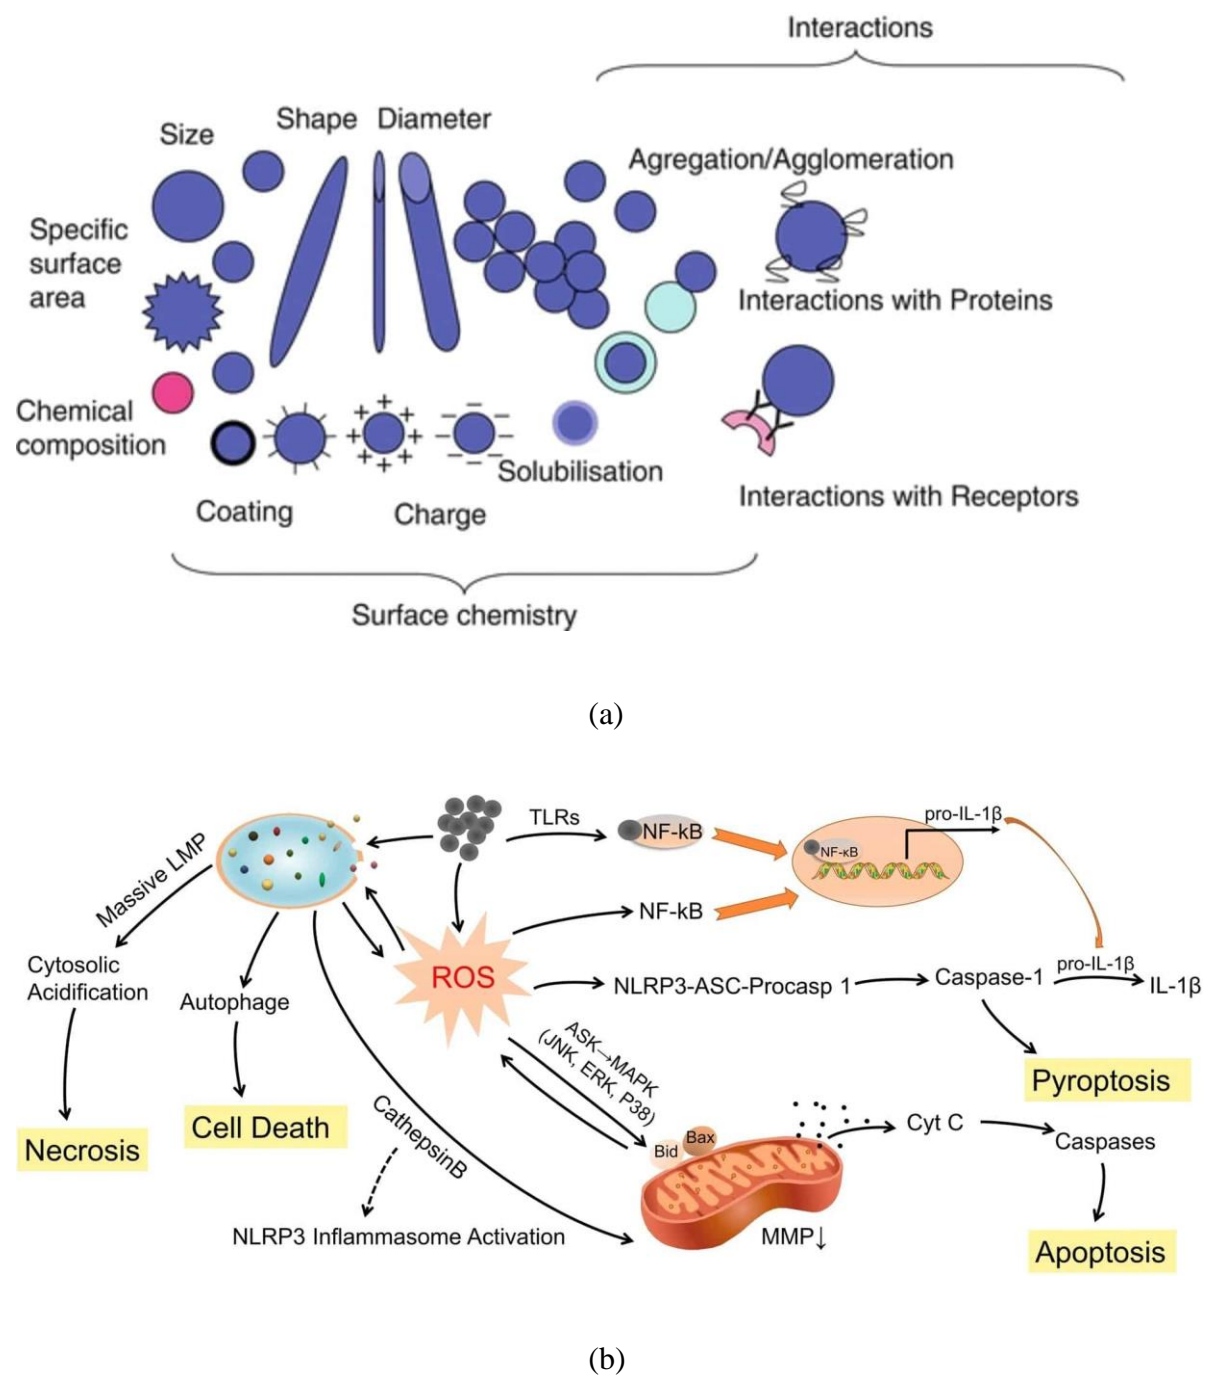 Interactions
Shape Diameter
Size
Agregation/Agglomeration
Specific
surface
area
Interactions with Proteins
Chemical
composition
Solubilisation
Interactions with Receptors
Coating
Charge
Surface chemistry
(a)
TLRs
NF-kB
pro-IL-1β
NF-κB
Massive LMP
NF-kB
Cytosolic
Acidification
ROS
NLRP3-ASC-Procasp 1
Caspase-1
pro-IL-1β
IL-1β
Autophage
ASK→MAPK
(JNK, ERK, P38)
Pyroptosis
Cell Death
CathepsinB
Necrosis
Bid
Bax
Cyt C
Caspases
NLRP3 Inflammasome Activation
MMP↓
Apoptosis
(b)